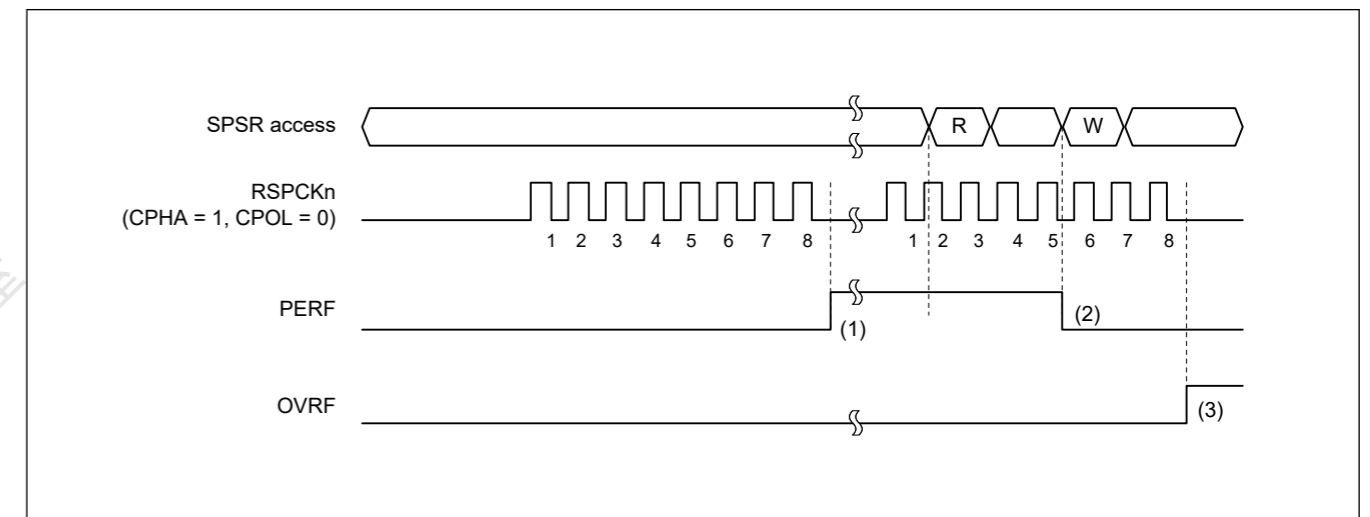 SPSR access
R
W
RSPCKn
(CPHA = 1, CPOL = 0)
1 2 3 4 5 6 7 8 1 2 3 4 5 6 7 8
PERF
(1)
(2)
OVRF
(3)